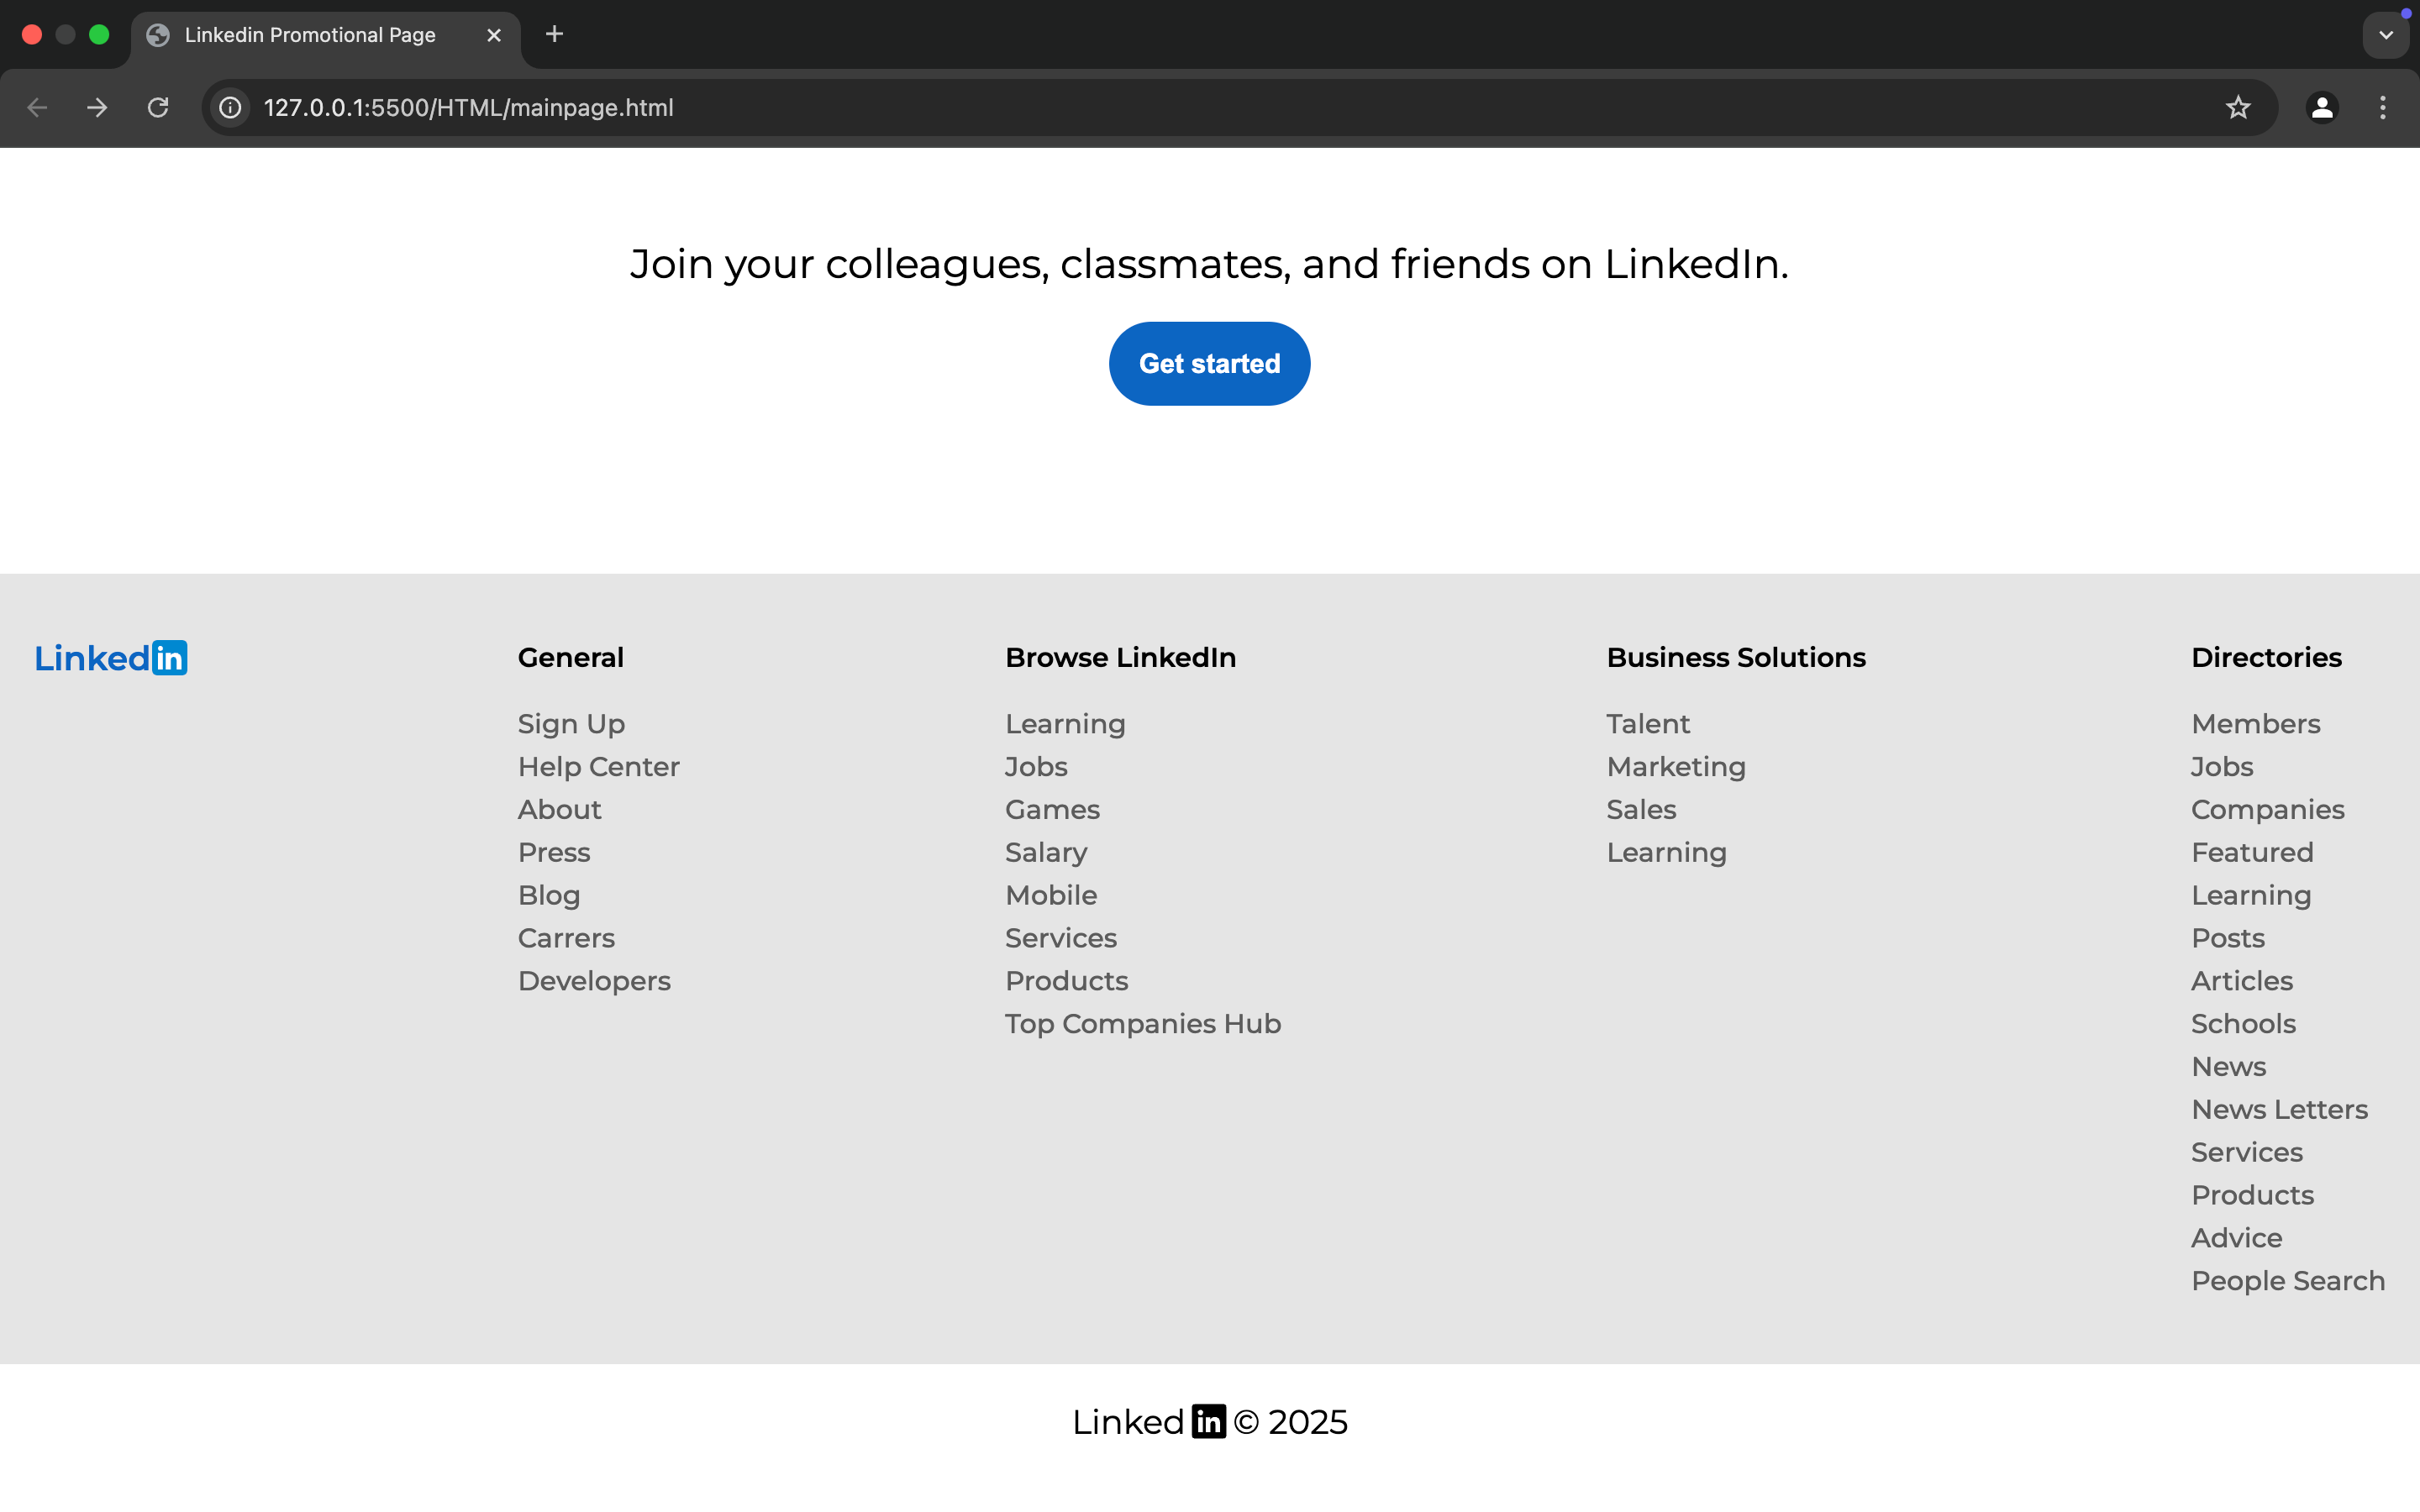 Linkedin Promotional Page
127.0.0.1:5500/HTML/mainpage.html
Join your colleagues, classmates, and friends on LinkedIn.
Get started
Linkedin
General
Sign Up
Help Center
About
Press
Blog
Carrers
Developers
Browse LinkedIn
Learning
Jobs
Games
Salary
Mobile
Services
Products
Top Companies Hub
Business Solutions
Talent
Marketing
Sales
Learning
Directories
Members
Jobs
Companies
Featured
Learning
Posts
Articles
Schools
News
News Letters
Services
Products
Advice
People Search
Linked in © 2025